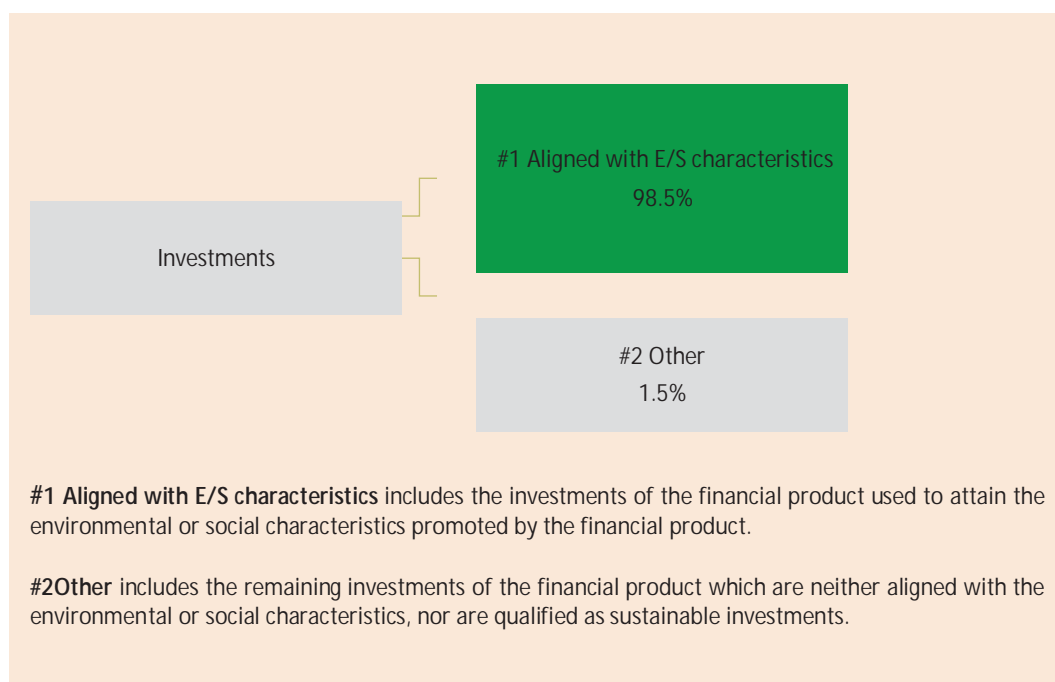 #1 Aligned with E/S characteristics
98.5%
Investments
#2 Other
1.5%
#1 Aligned with E/S characteristics includes the investments of the financial product used to attain the
environmental or social characteristics promoted by the financial product.
#2Other includes the remaining investments of the financial product which are neither aligned with the
environmental or social characteristics, nor are qualified as sustainable investments.